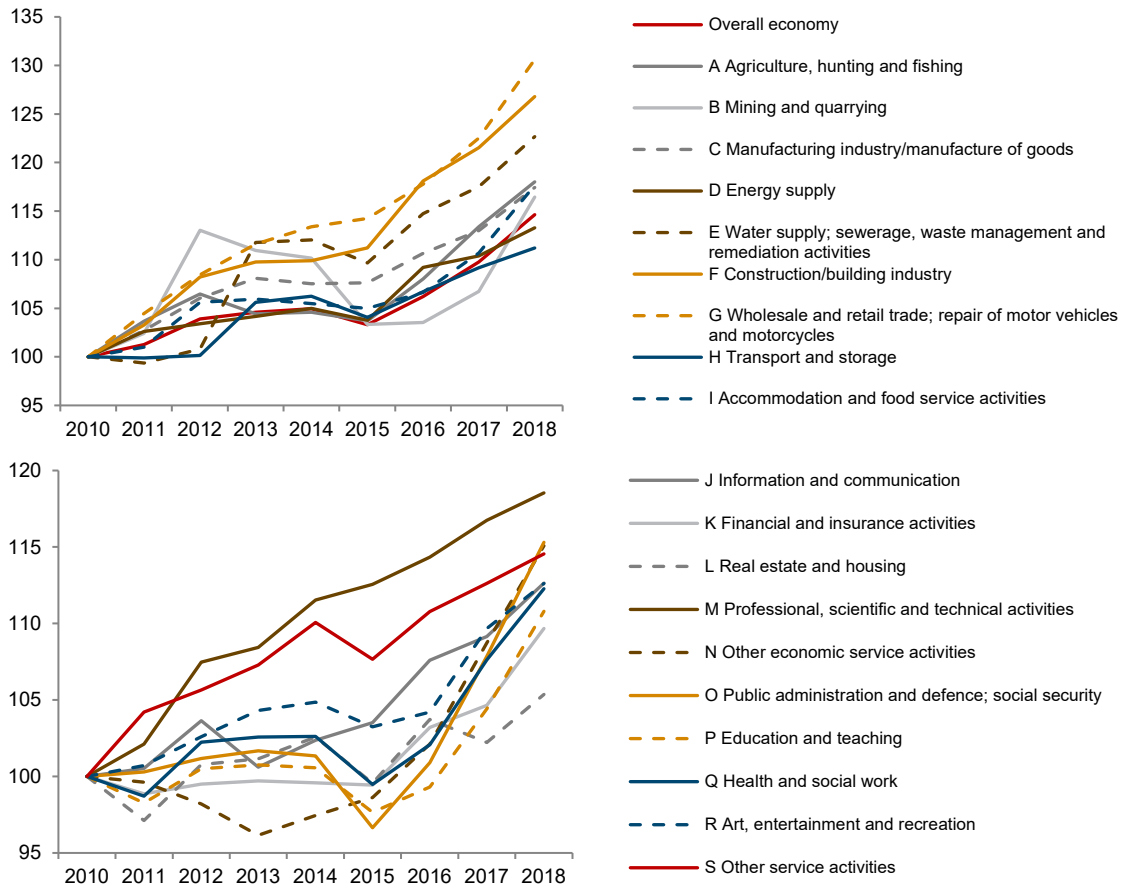 135
130
125
120
115
110
105
100
95
2010 2011 2012 2013 2014 2015 2016 2017 2018
Overall economy
A Agriculture, hunting and fishing
B Mining and quarrying
C Manufacturing industry/manufacture of goods
D Energy supply
E Water supply; sewerage, waste management and
remediation activities
F Construction/building industry
G Wholesale and retail trade; repair of motor vehicles
and motorcycles
H Transport and storage
I Accommodation and food service activities
120
115
110
105
100
95
2010 2011 2012 2013 2014 2015 2016 2017 2018
J Information and communication
K Financial and insurance activities
L Real estate and housing
M Professional, scientific and technical activities
N Other economic service activities
O Public administration and defence; social security
P Education and teaching
Q Health and social work
R Art, entertainment and recreation
S Other service activities